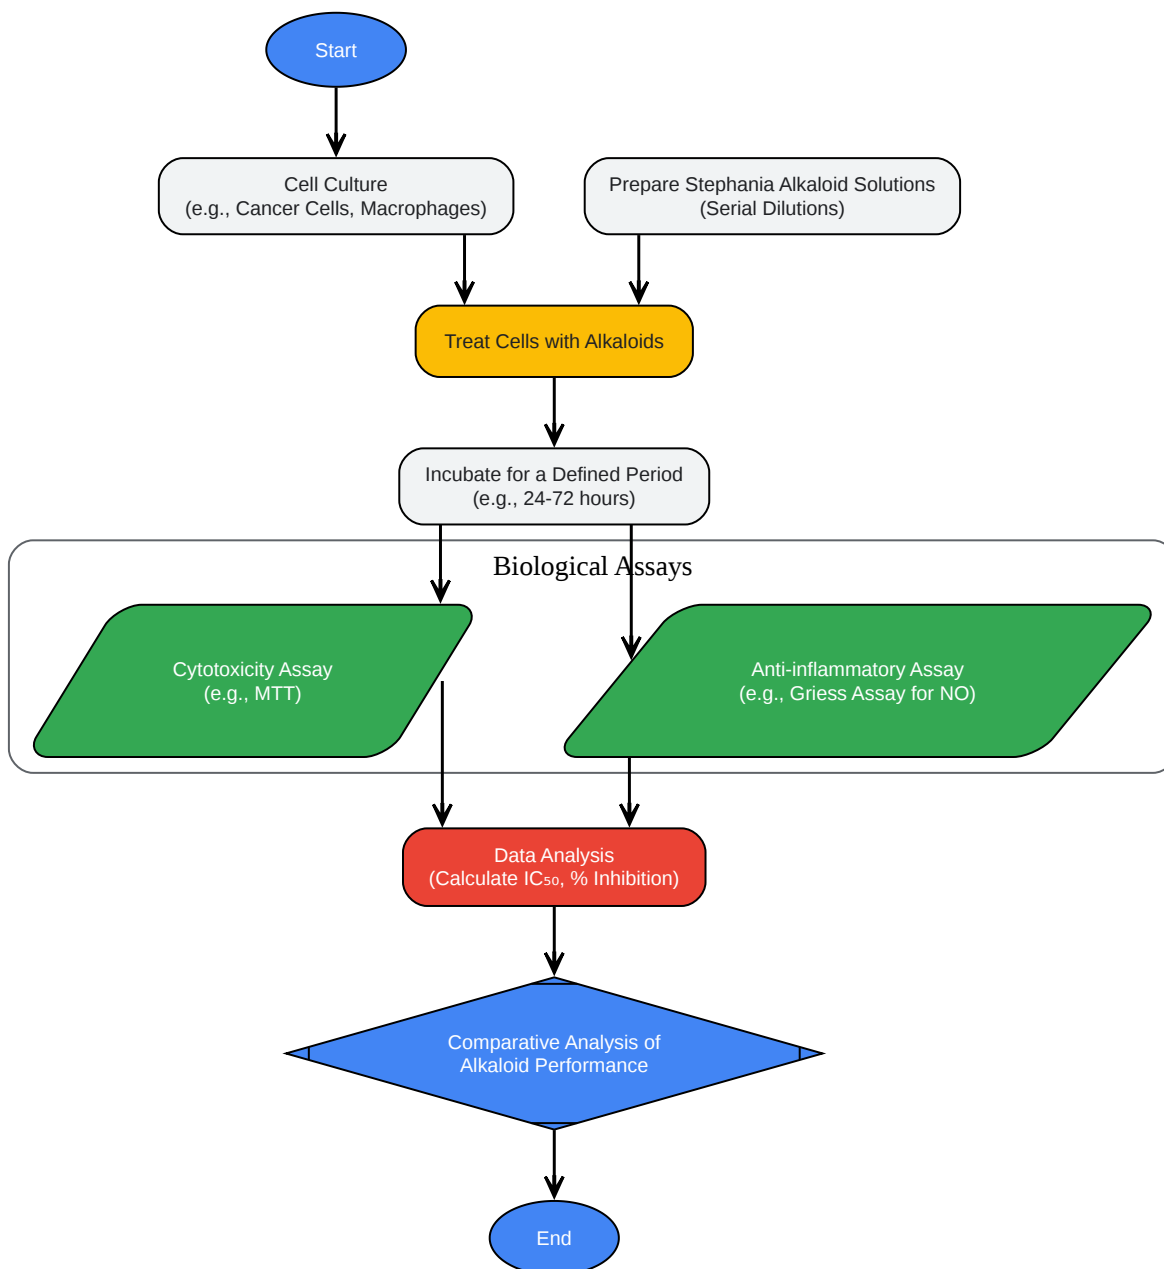 Start
Cell Culture
(e.g., Cancer Cells, Macrophages)
Prepare Stephania Alkaloid Solutions
(Serial Dilutions)
Treat Cells with Alkaloids
Incubate for a Defined Period
(e.g., 24-72 hours)
Biological Assays
Cytotoxicity Assay
(e.g., MTT)
Anti-inflammatory Assay
(e.g., Griess Assay for NO)
Data Analysis
(Calculate IC₅₀, % Inhibition)
Comparative Analysis of
Alkaloid Performance
End